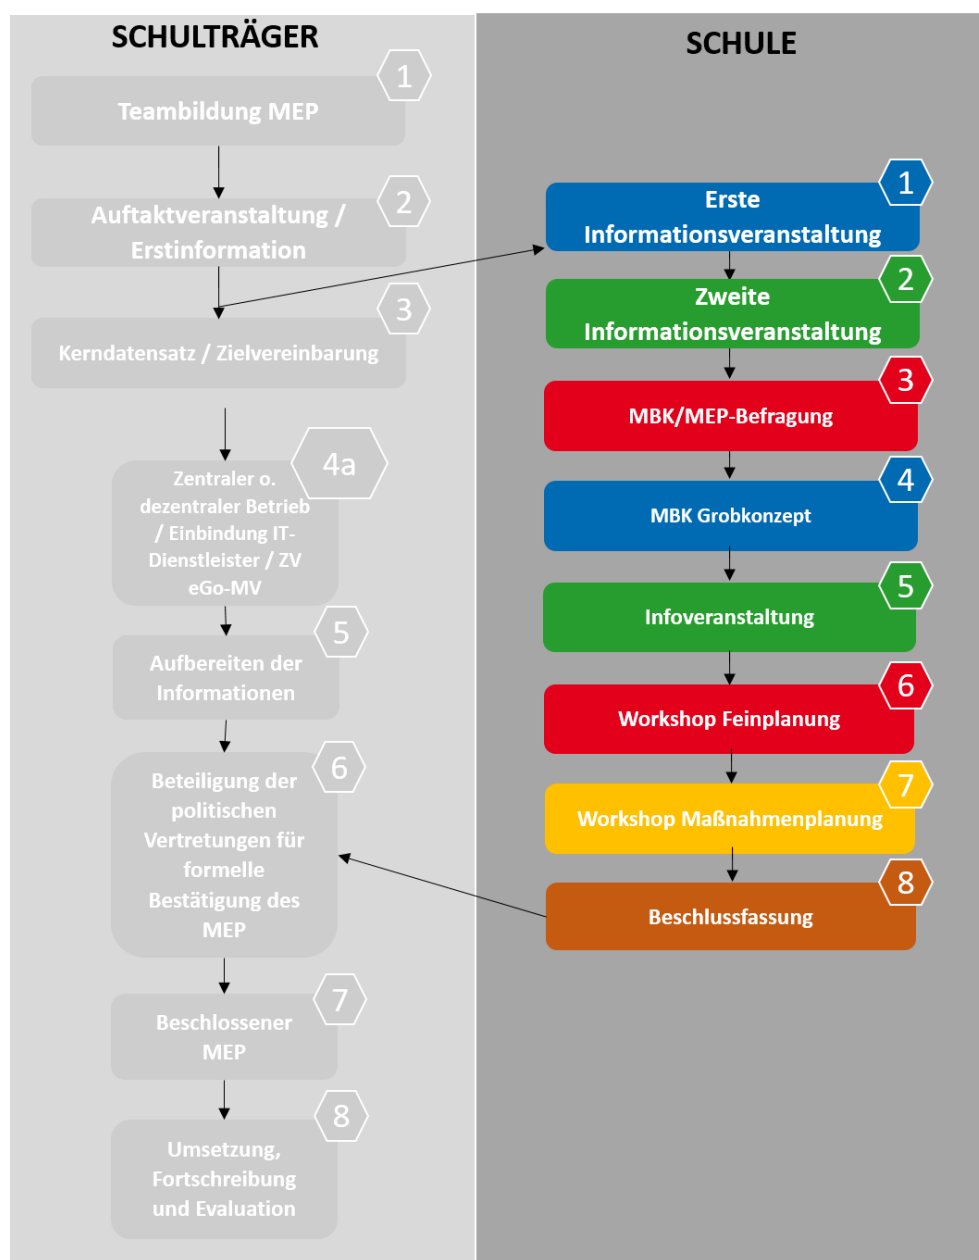 SCHULTRÄGER
1
Teambildung MEP
2
Auftaktveranstaltung /
Erstinformation
3
Kerndatensatz / Zielvereinbarung
4a
Zentraler o.
dezentraler Betrieb
/ Einbindung IT-
Dienstleister / ZV
eGo-MV
5
Aufbereiten der
Informationen
6
Beteiligung der
politischen
Vertretungen für
formelle
Bestätigung des
MEP
7
Beschlossener
MEP
8
Umsetzung,
Fortschreibung
und Evaluation
SCHULE
1
Erste
Informationsveranstaltung
2
Zweite
Informationsveranstaltung
3
MBK/MEP-Befragung
4
MBK Grobkonzept
5
Infoveranstaltung
6
Workshop Feinplanung
7
Workshop Maßnahmenplanung
8
Beschlussfassung